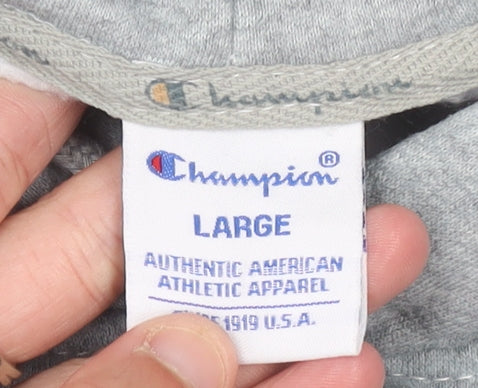 Champion
Champion®
LARGE
AUTHENTIC AMERICAN
ATHLETIC APPAREL
1919 U.S.A.